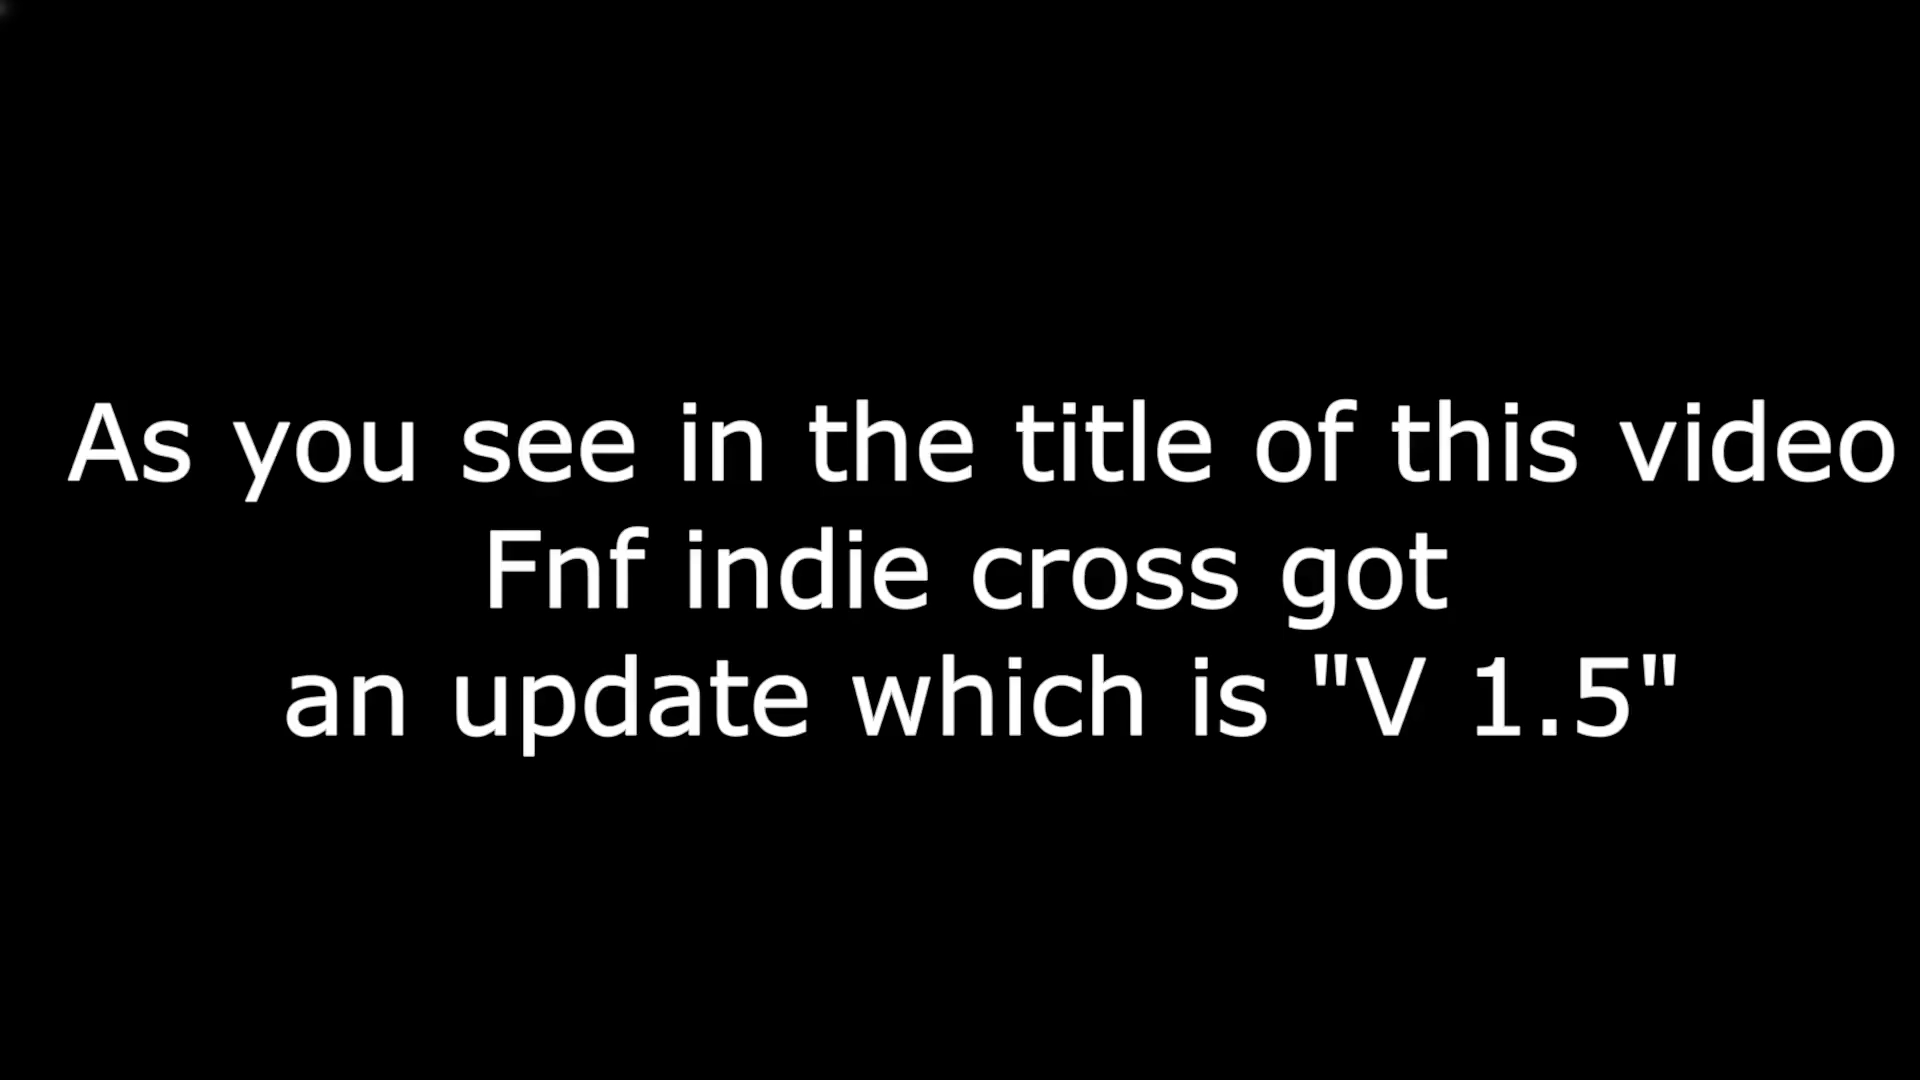 As you see in the title of this video
Fnf indie cross got
an update which is "V 1.5"